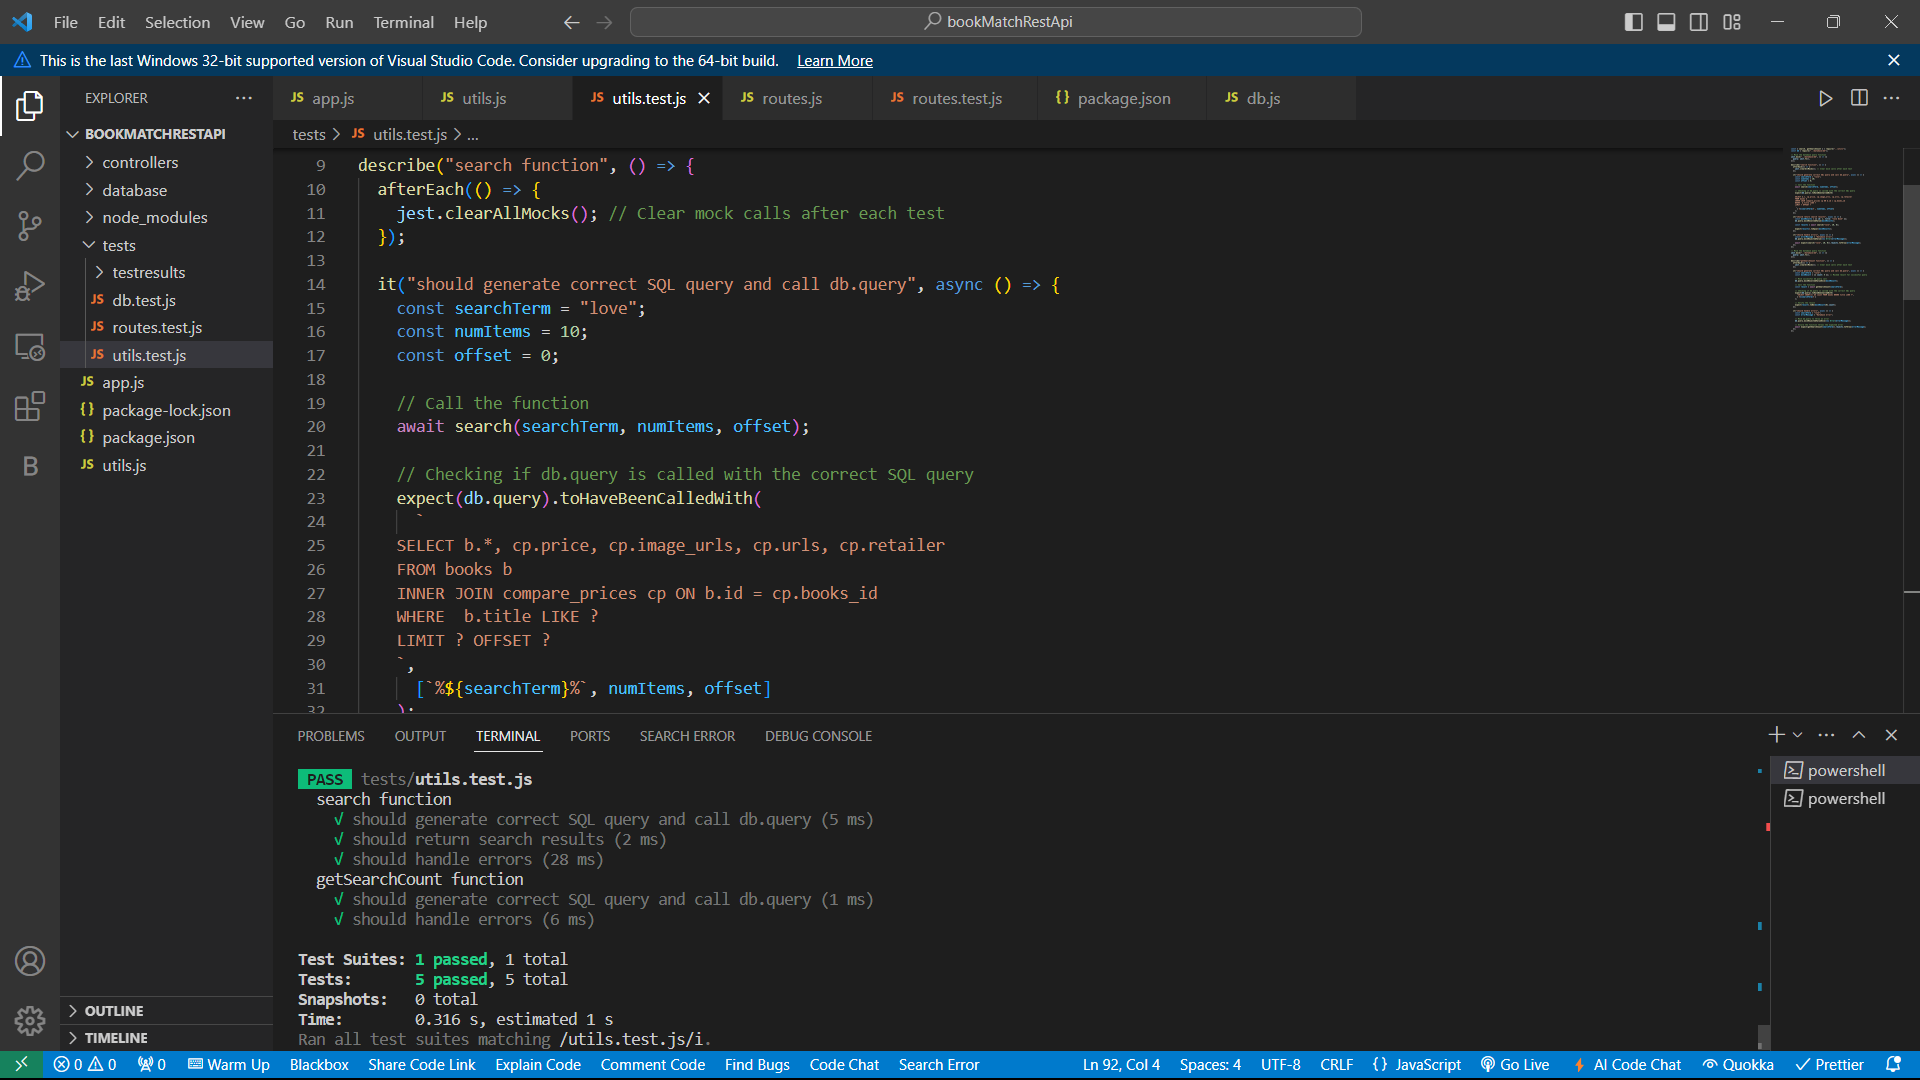 File Edit Selection View Go Run Terminal Help
bookMatchRestApi
This is the last Windows 32-bit supported version of Visual Studio Code. Consider upgrading to the 64-bit build. Learn More
EXPLORER
BOOKMATCHRESTAPI
controllers
database
node_modules
tests
testresults
JS db.test.js
JS routes.test.js
JS utils.test.js
JS app.js
{} package-lock.json
{} package.json
JS utils.js
B
OUTLINE
TIMELINE
JS app.js JS utils.js JS utils.test.js JS routes.js JS routes.test.js {} package.json JS db.js
tests > JS utils.test.js > ...
9 describe("search function", () => {
10 afterEach(() => {
11 jest.clearAllMocks(); // Clear mock calls after each test
12 });
13
14 it("should generate correct SQL query and call db.query", async () => {
15 const searchTerm = "love";
16 const numItems = 10;
17 const offset = 0;
18
19 // Call the function
20 await search(searchTerm, numItems, offset);
21
22 // Checking if db.query is called with the correct SQL query
23 expect(db.query).toHaveBeenCalledWith(
24 `
25 SELECT b.*, cp.price, cp.image_urls, cp.urls, cp.retailer
26 FROM books b
27 INNER JOIN compare_prices cp ON b.id = cp.books_id
28 WHERE  b.title LIKE ?
29 LIMIT ? OFFSET ?
30 `,
31 [`%${searchTerm}%`, numItems, offset]
32 );
PROBLEMS OUTPUT TERMINAL PORTS SEARCH ERROR DEBUG CONSOLE
PASS tests/utils.test.js
search function
√ should generate correct SQL query and call db.query (5 ms)
√ should return search results (2 ms)
√ should handle errors (28 ms)
getSearchCount function
√ should generate correct SQL query and call db.query (1 ms)
√ should handle errors (6 ms)
Test Suites: 1 passed, 1 total
Tests: 5 passed, 5 total
Snapshots: 0 total
Time: 0.316 s, estimated 1 s
Ran all test suites matching /utils.test.js/i.
powershell
powershell
0 0 0 Warm Up Blackbox Share Code Link Explain Code Comment Code Find Bugs Code Chat Search Error Ln 92, Col 4 Spaces: 4 UTF-8 CRLF {} JavaScript Go Live AI Code Chat Quokka Prettier